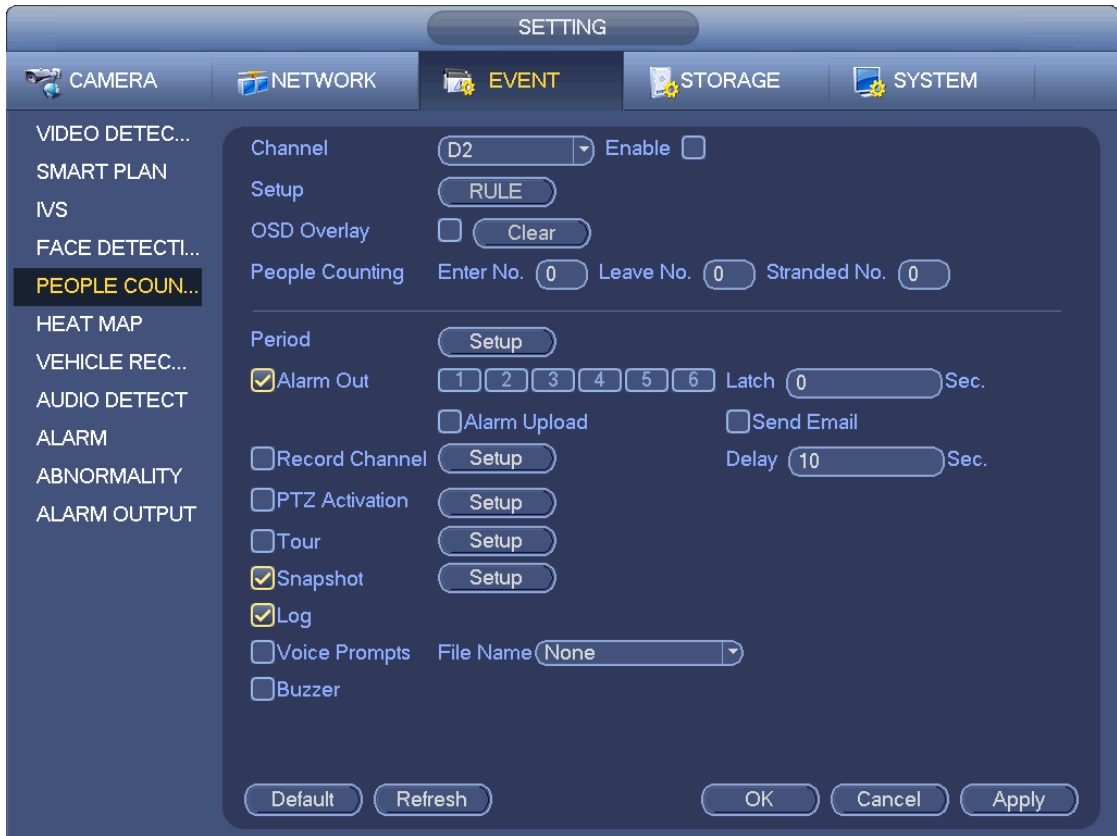 SETTING
CAMERA NETWORK EVENT STORAGE SYSTEM
VIDEO DETEC...
SMART PLAN
IVS
FACE DETECTI...
PEOPLE COUN...
HEAT MAP
VEHICLE REC...
AUDIO DETECT
ALARM
ABNORMALITY
ALARM OUTPUT
Channel D2 Enable
Setup RULE
OSD Overlay Clear
People Counting Enter No. 0 Leave No. 0 Stranded No. 0
Period Setup
Alarm Out 1 2 3 4 5 6 Latch 0 Sec.
Alarm Upload Send Email
Record Channel Setup Delay 10 Sec.
PTZ Activation Setup
Tour Setup
Snapshot Setup
Log
Voice Prompts File Name None
Buzzer
Default Refresh OK Cancel Apply